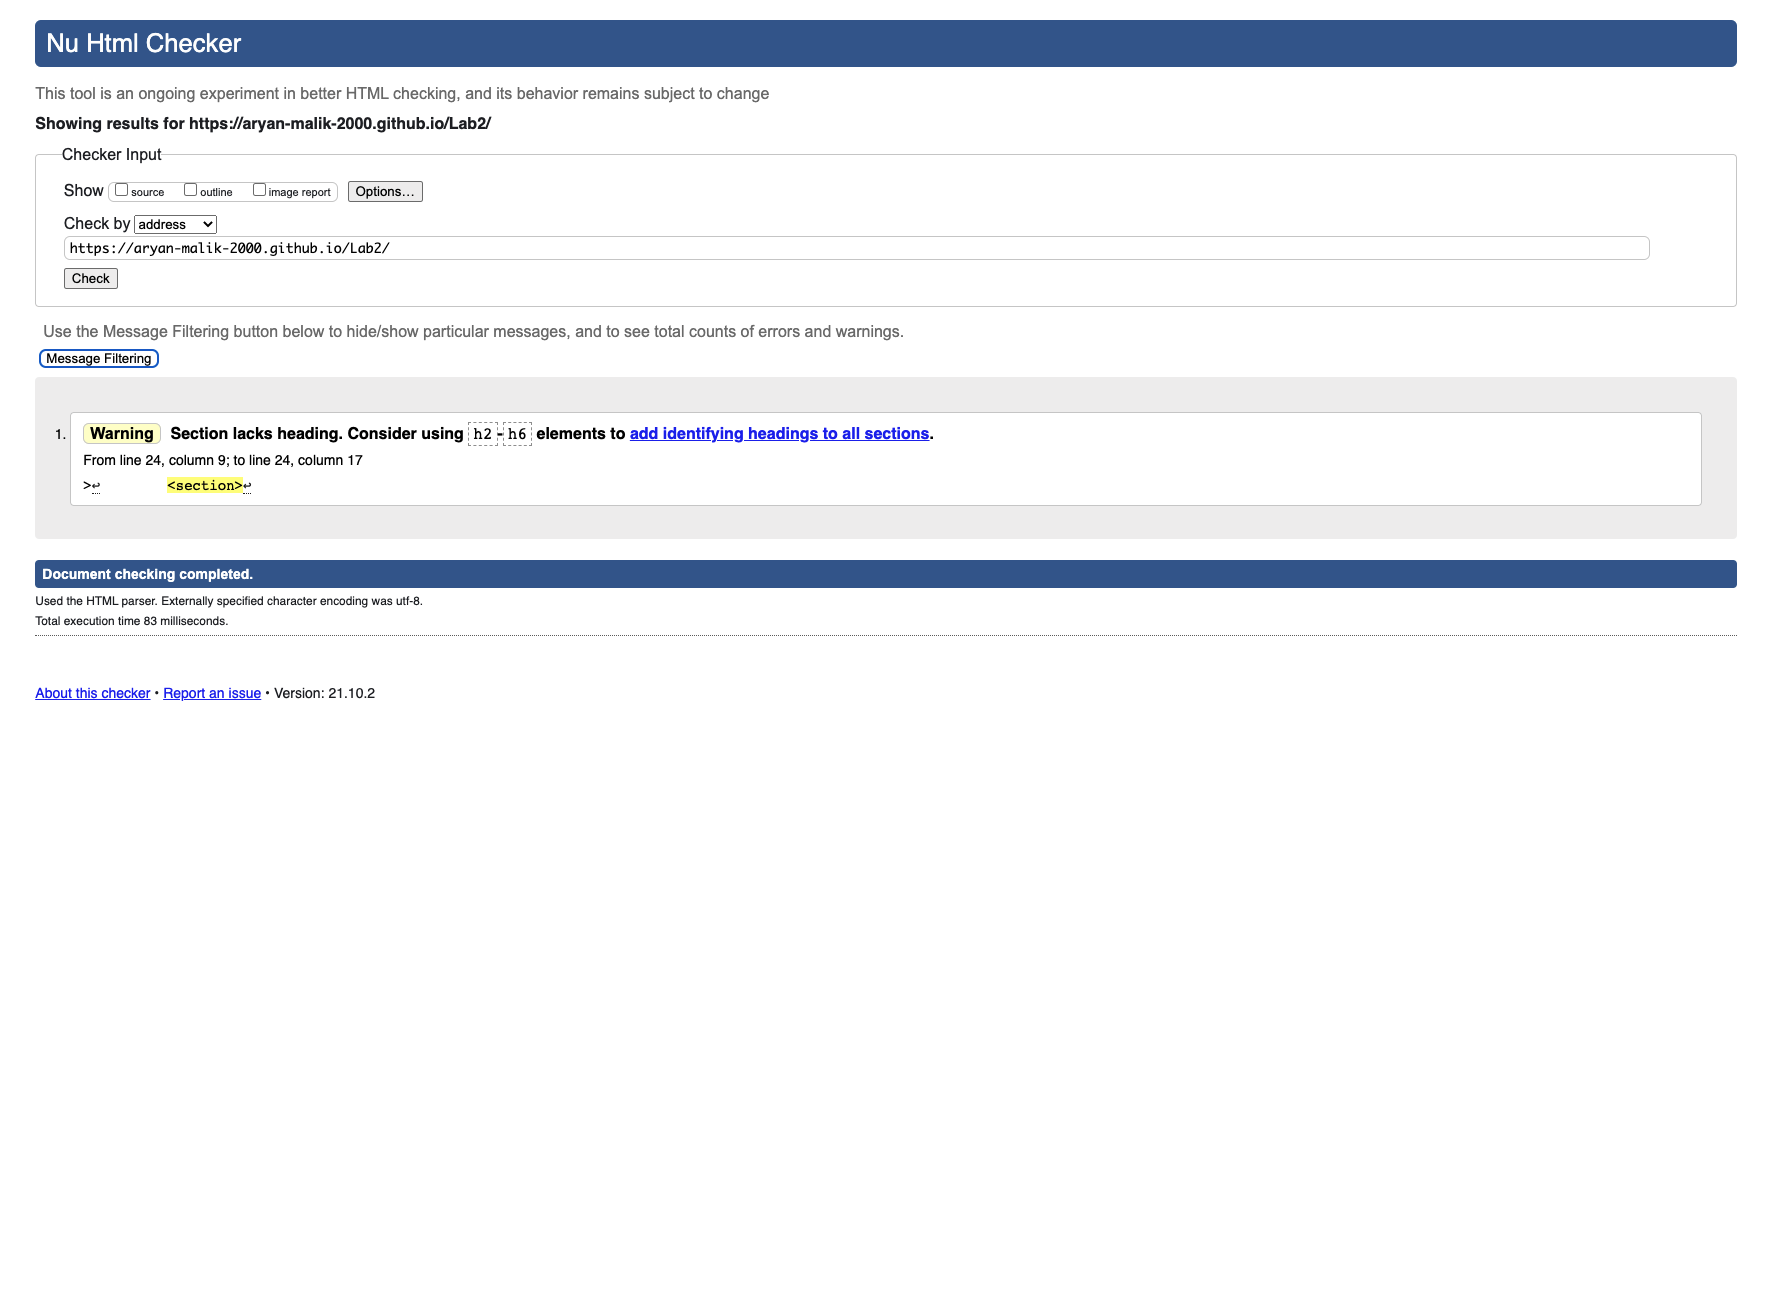 Nu Html Checker
This tool is an ongoing experiment in better HTML checking, and its behavior remains subject to change
Showing results for https://aryan-malik-2000.github.io/Lab2/
Checker Input
Show source outline image report Options...
Check by address
https://aryan-malik-2000.github.io/Lab2/
Check
Use the Message Filtering button below to hide/show particular messages, and to see total counts of errors and warnings.
Message Filtering
1. Warning Section lacks heading. Consider using h2-h6 elements to add identifying headings to all sections.
From line 24, column 9; to line 24, column 17
>↩ <section>↩
Document checking completed.
Used the HTML parser. Externally specified character encoding was utf-8.
Total execution time 83 milliseconds.
About this checker • Report an issue • Version: 21.10.2